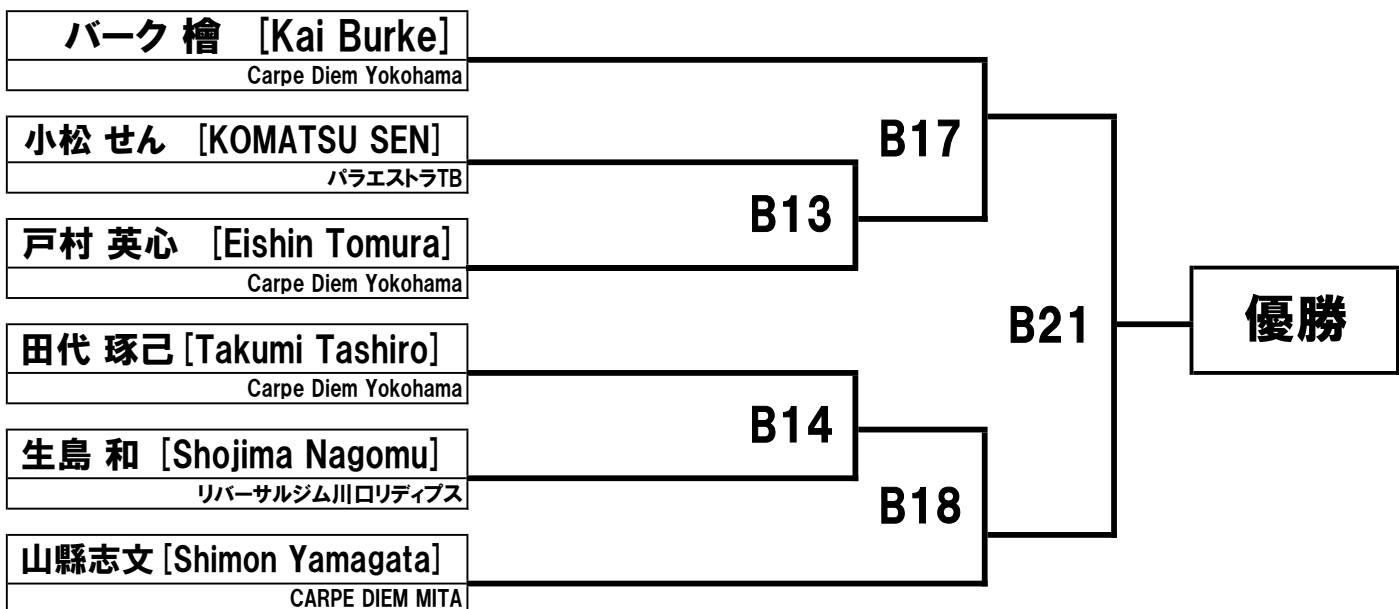 バーク 檜 [Kai Burke]
Carpe Diem Yokohama
小松 せん [KOMATSU SEN]
パラエストラTB
戸村 英心 [Eishin Tomura]
Carpe Diem Yokohama
田代 琢己 [Takumi Tashiro]
Carpe Diem Yokohama
生島 和 [Shojima Nagomu]
リバーサルジム川口リディプス
山縣志文 [Shimon Yamagata]
CARPE DIEM MITA
B13
B14
B17
B18
B21
優勝